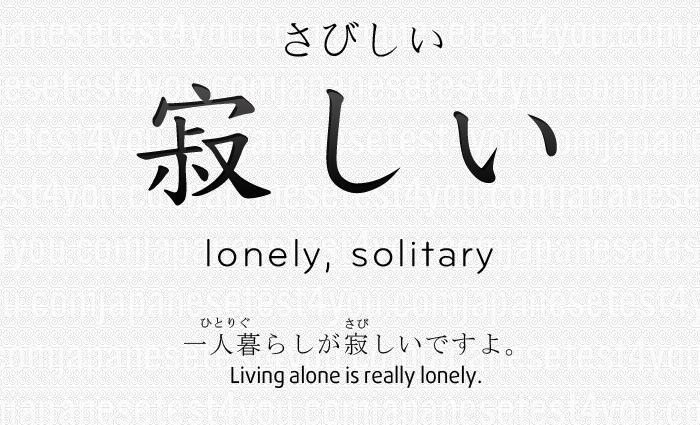 さびしい
寂しい
lonely, solitary
ひとりぐ さび
一人暮らしが寂しいですよ。
Living alone is really lonely.